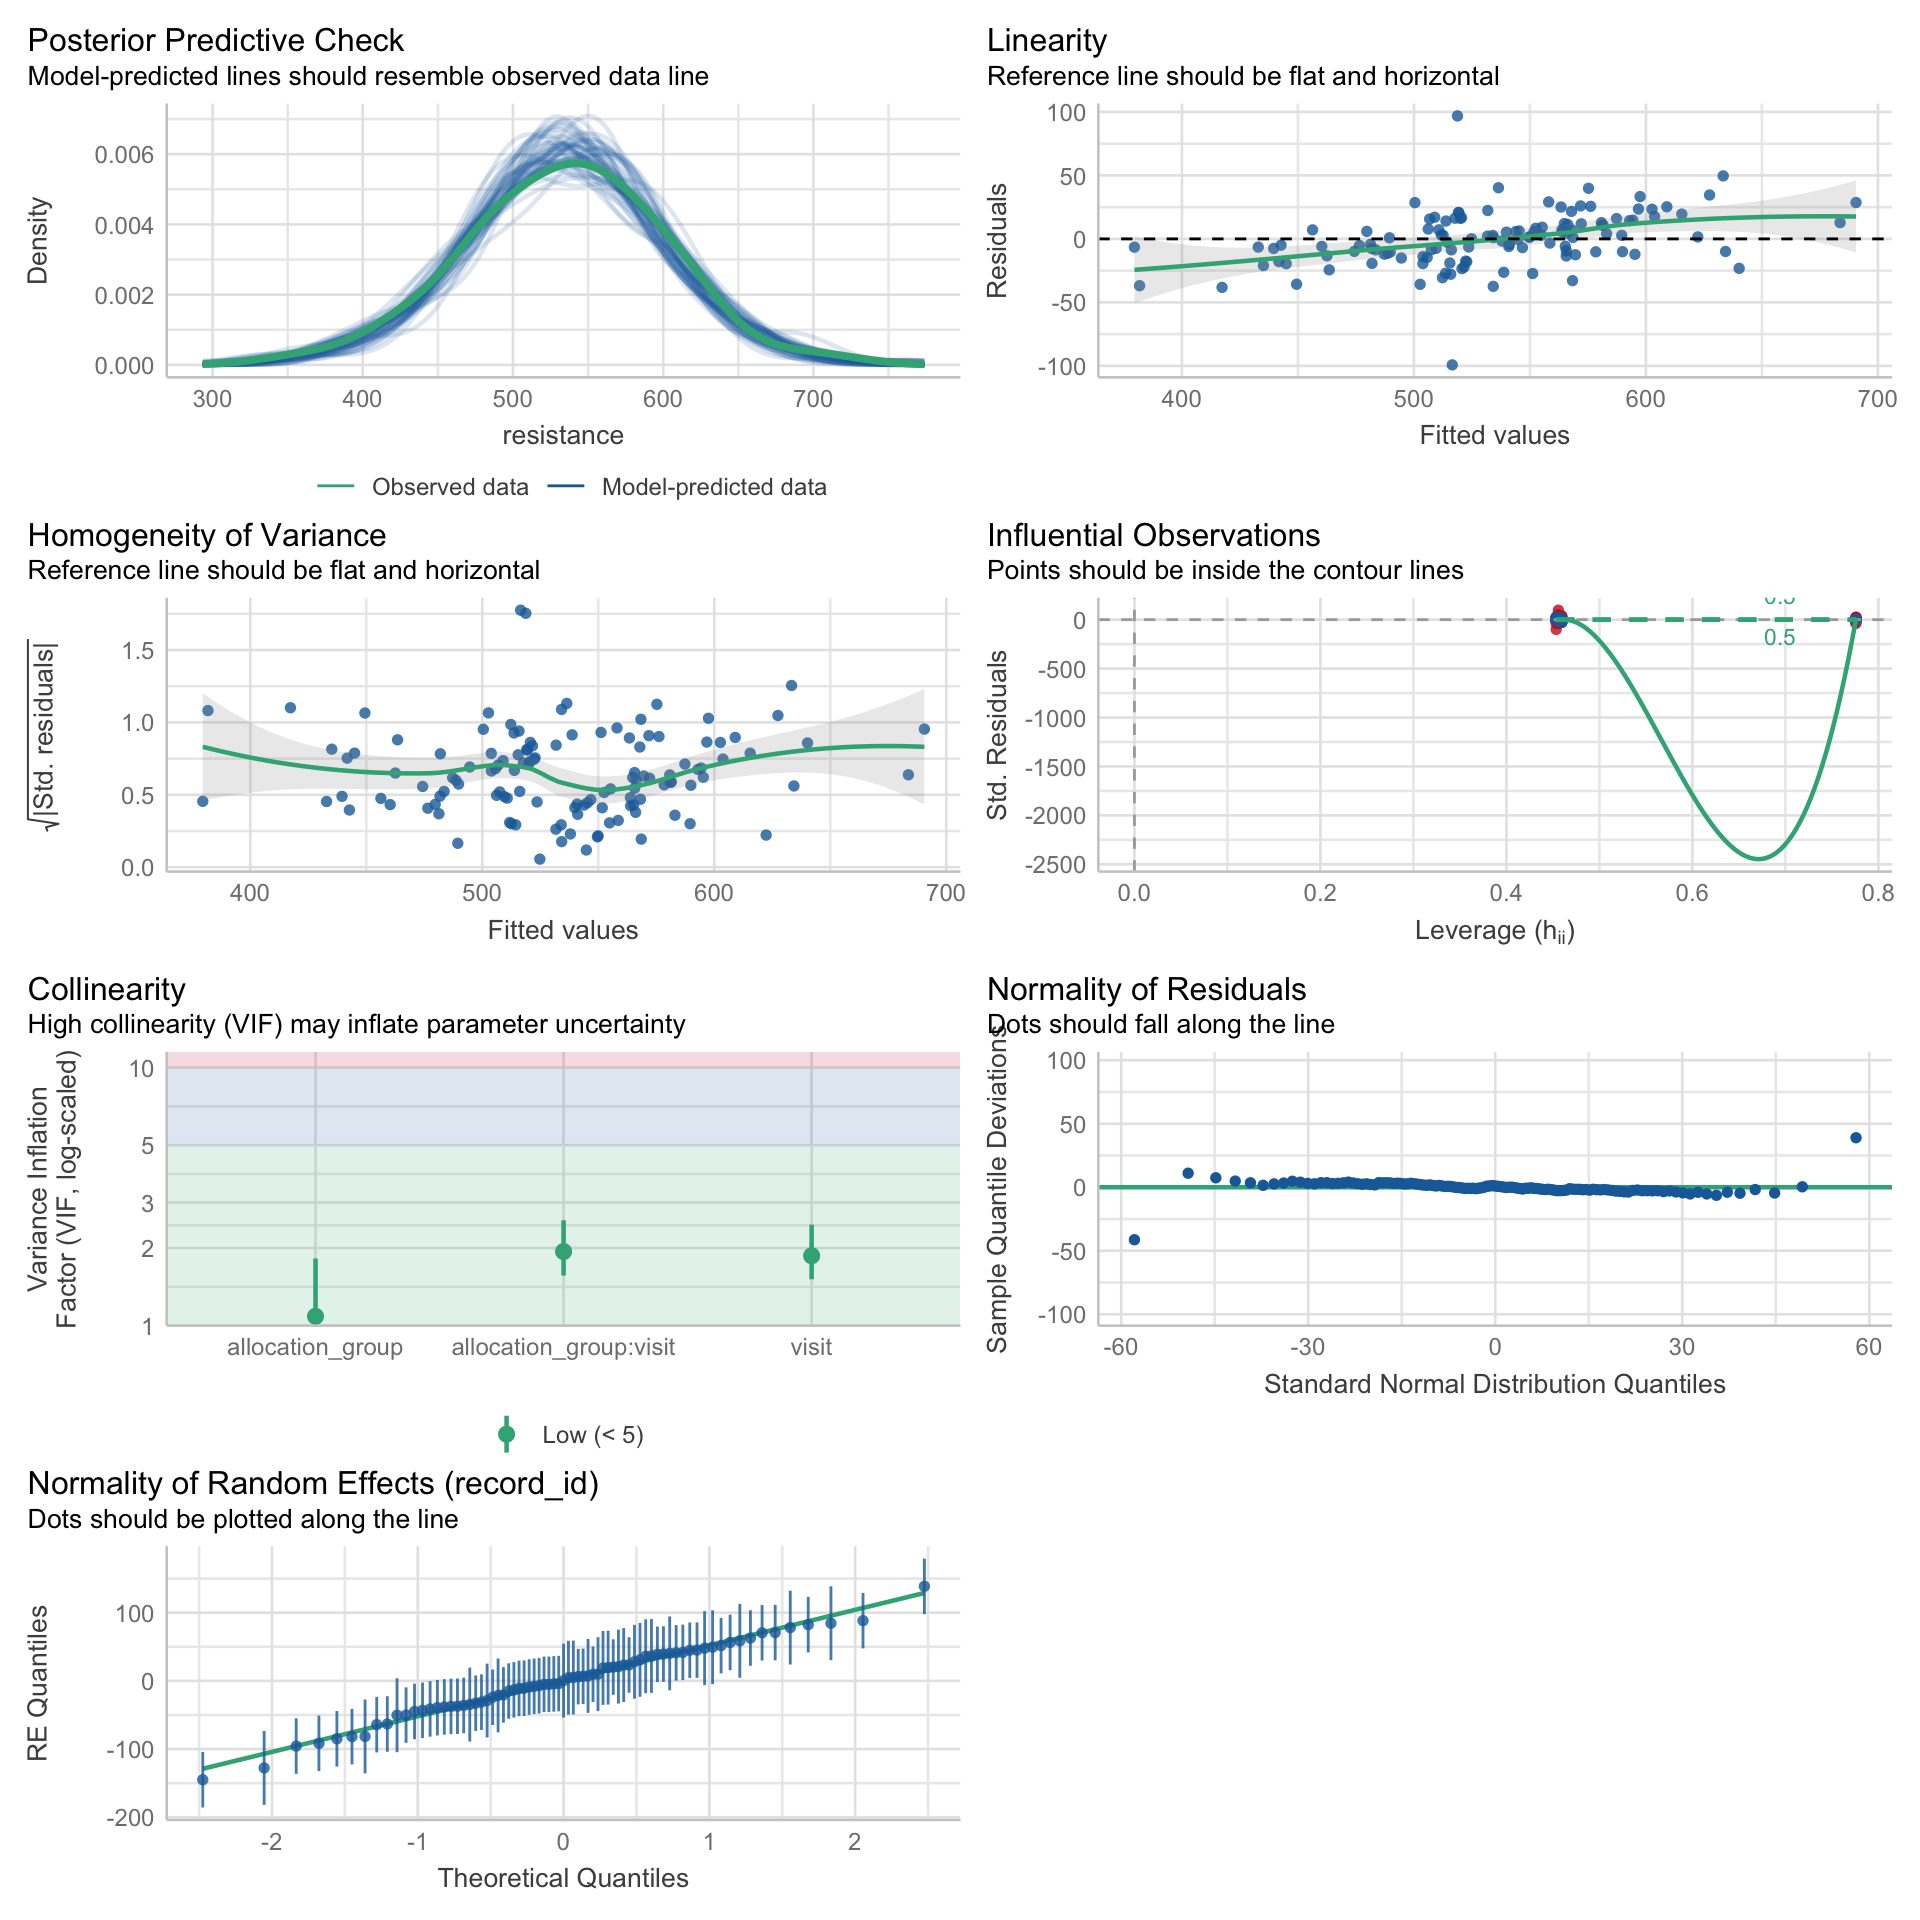 Posterior Predictive Check
Model-predicted lines should resemble observed data line
Density
0.006
0.004
0.002
0.000
300 400 500 600 700
resistance
Observed data Model-predicted data
Linearity
Reference line should be flat and horizontal
Residuals
100
50
0
-50
-100
400 500 600 700
Fitted values
Homogeneity of Variance
Reference line should be flat and horizontal
√|Std. residuals|
1.5
1.0
0.5
0.0
400 500 600 700
Fitted values
Influential Observations
Points should be inside the contour lines
Std. Residuals
0.5
0.5
0
-500
-1000
-1500
-2000
-2500
0.0 0.2 0.4 0.6 0.8
Leverage (hii)
Collinearity
High collinearity (VIF) may inflate parameter uncertainty
Variance Inflation
Factor (VIF, log-scaled)
10
5
3
2
1
allocation_group allocation_group:visit visit
Low (< 5)
Normality of Residuals
Dots should fall along the line
Sample Quantile Deviations
100
50
0
-50
-100
-60 -30 0 30 60
Standard Normal Distribution Quantiles
Normality of Random Effects (record_id)
Dots should be plotted along the line
RE Quantiles
100
0
-100
-200
-2 -1 0 1 2
Theoretical Quantiles